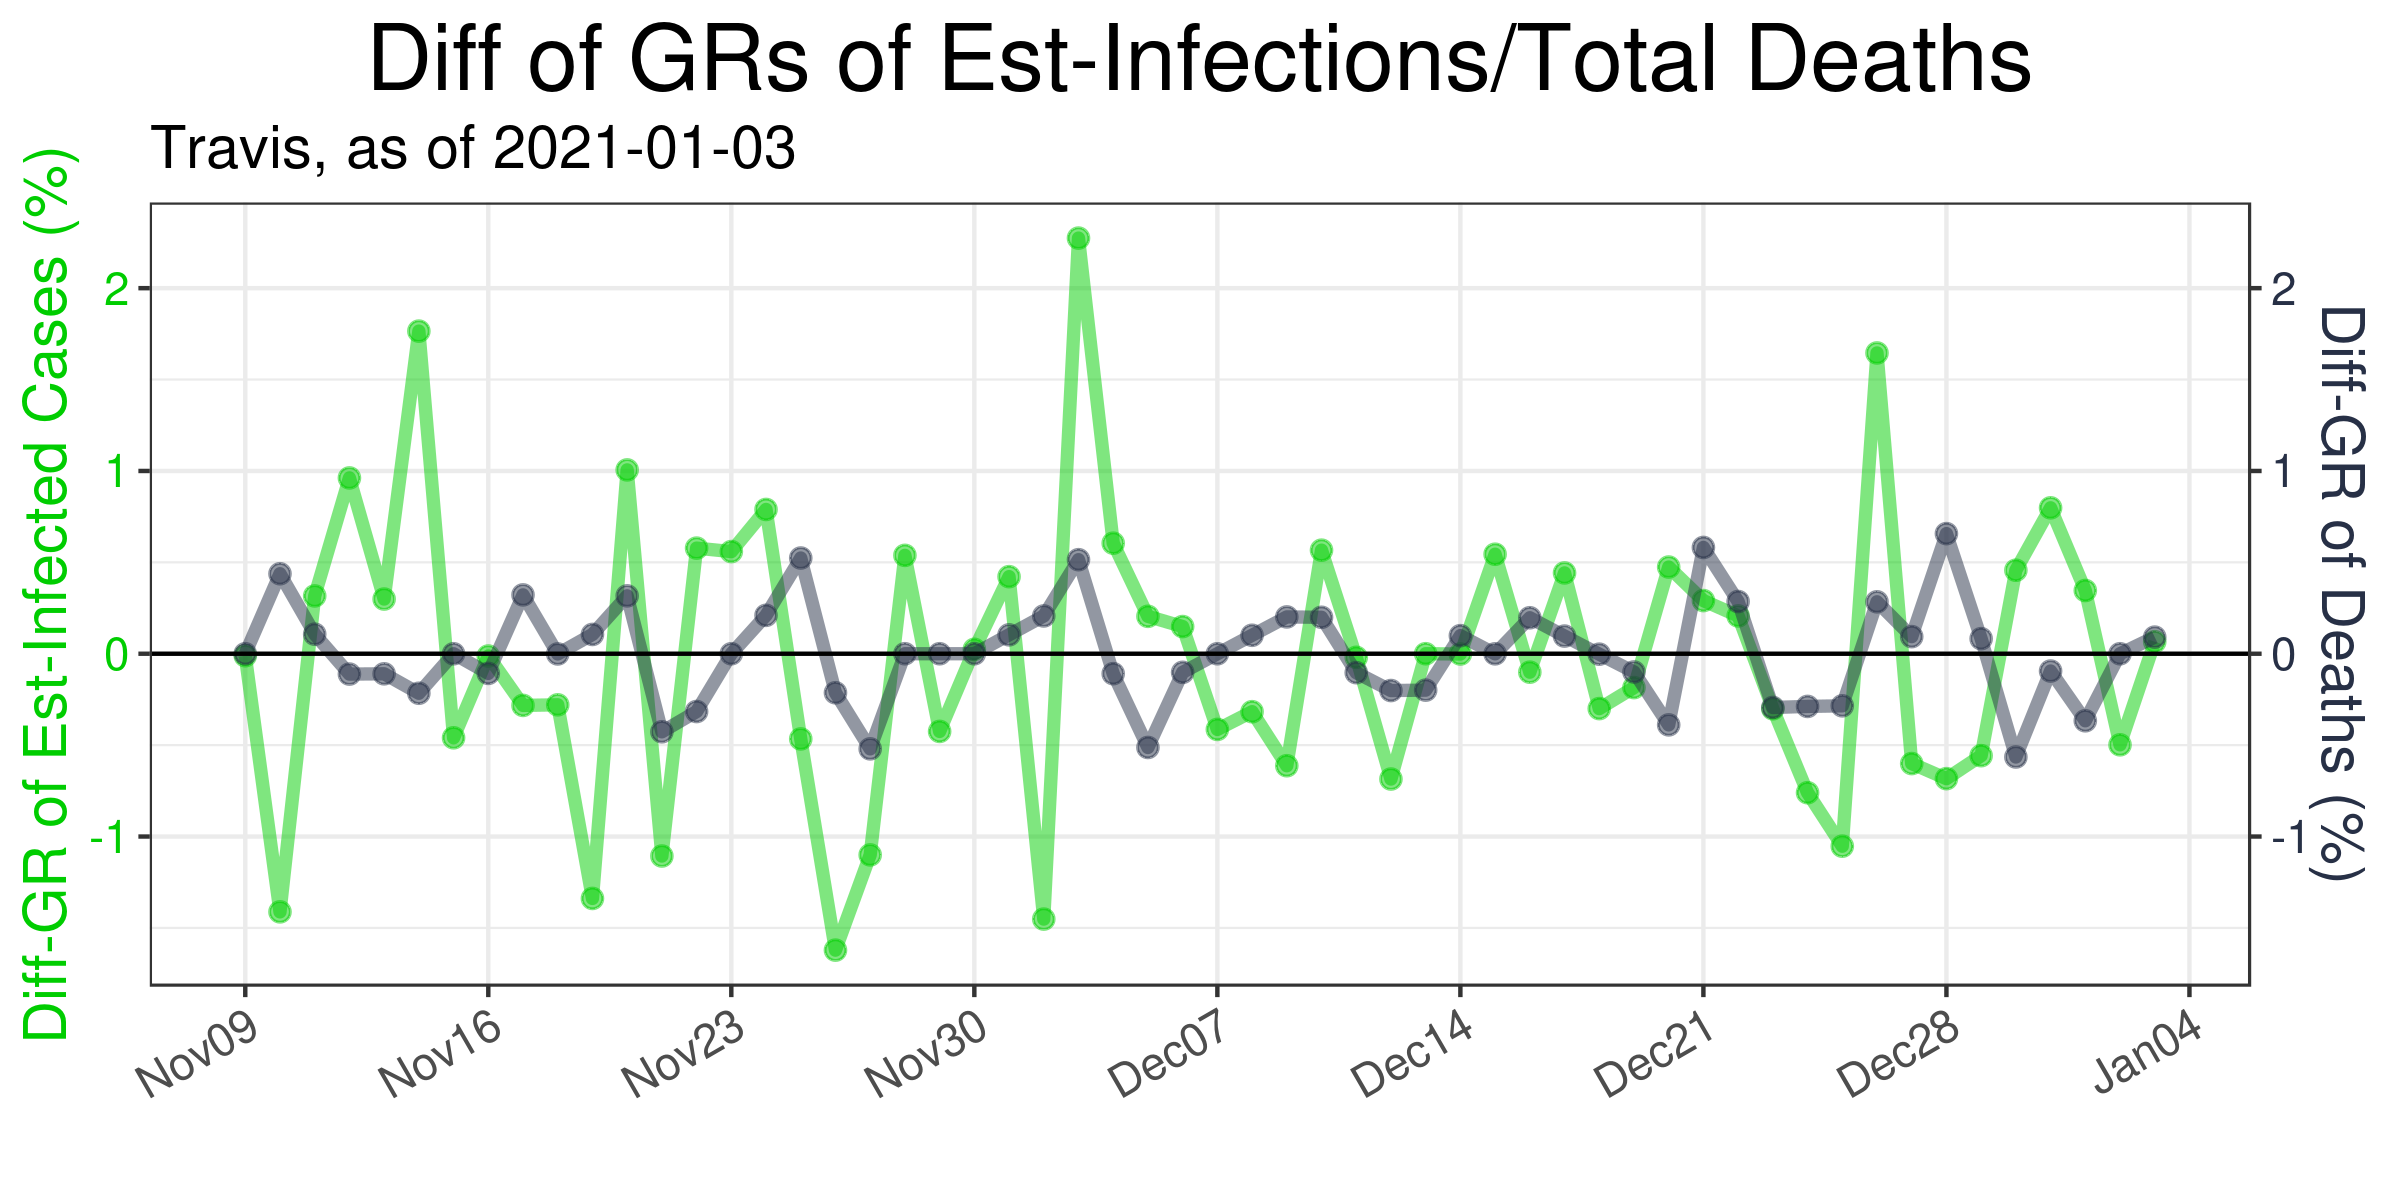 Diff of GRs of Est-Infections/Total Deaths
Travis, as of 2021-01-03
Diff-GR of Est-Infected Cases (%)
2
1
0
-1
2
1
0
-1
Diff-GR of Deaths (%)
Nov09
Nov16
Nov23
Nov30
Dec07
Dec14
Dec21
Dec28
Jan04